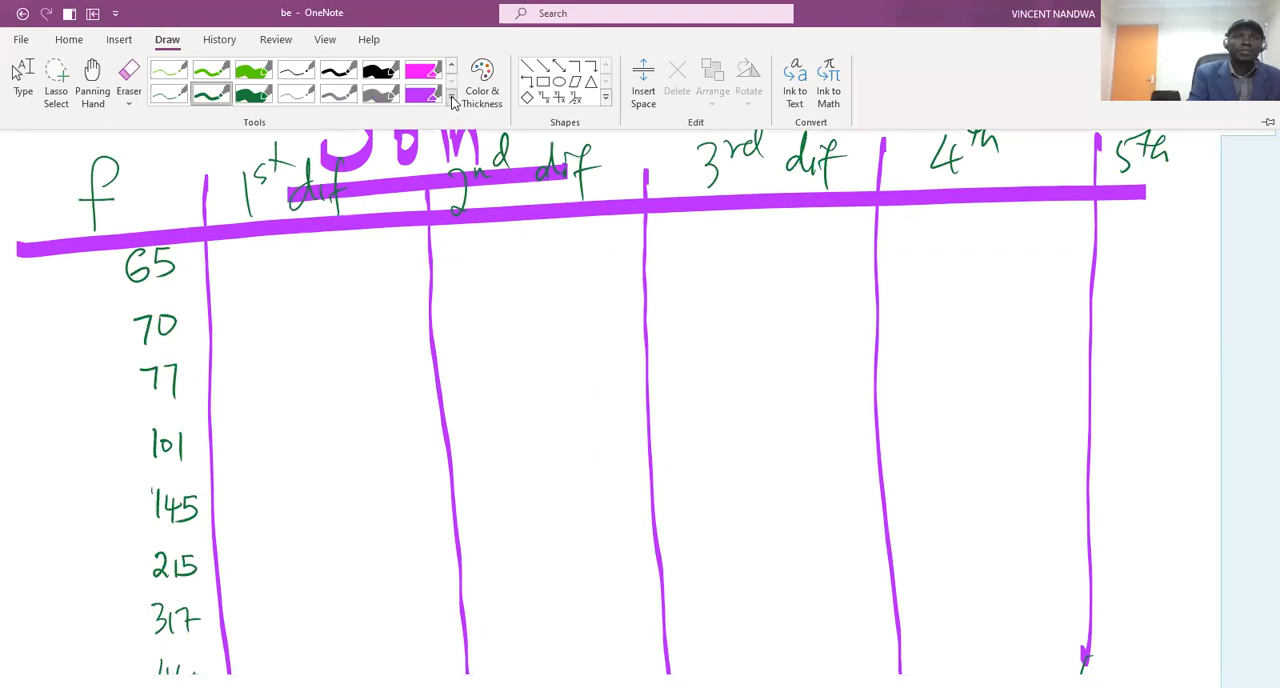 be - OneNote
Search
VINCENT NANDWA
File Home Insert Draw History Review View Help
Type Lasso Select Panning Hand Eraser Color & Thickness Insert Space Delete Arrange Rotate Ink to Text Ink to Math
Tools Shapes Edit Convert
f 1st dif 2nd dif 3rd dif 4th 5th
65
70
77
101
145
215
317